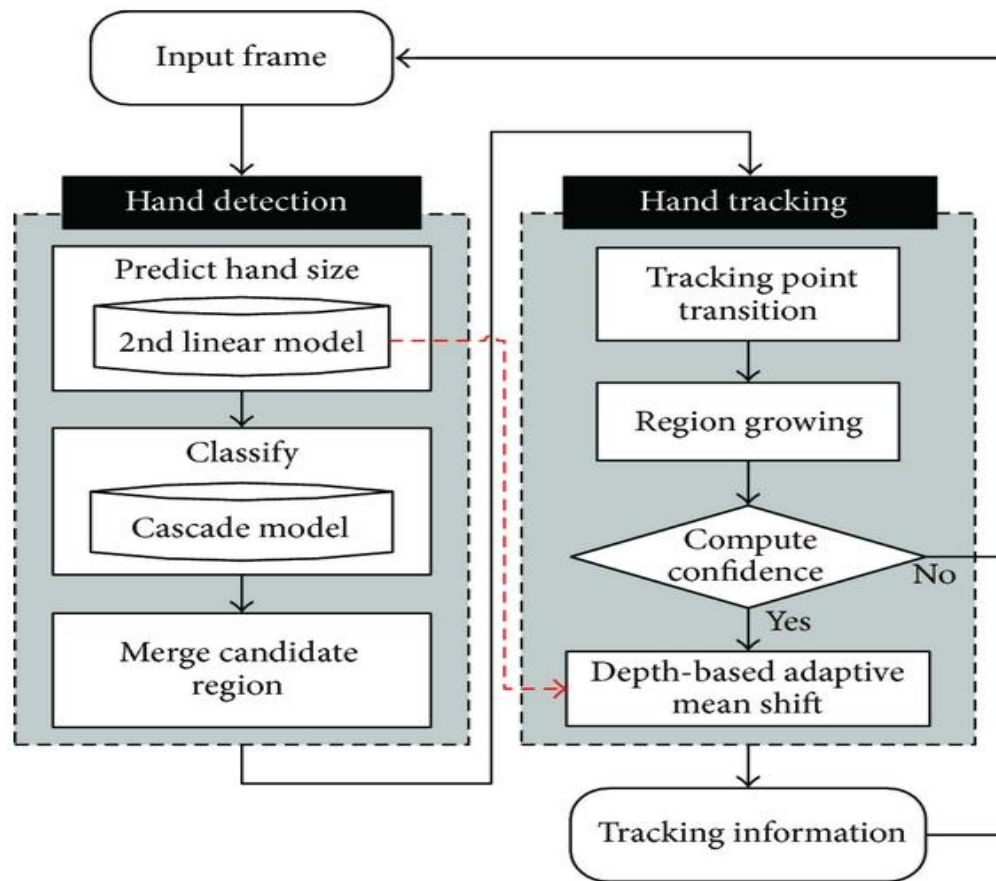 Input frame
Hand detection
Predict hand size
2nd linear model
Classify
Cascade model
Merge candidate
region
Hand tracking
Tracking point
transition
Region growing
Compute
confidence
No
Yes
Depth-based adaptive
mean shift
Tracking information